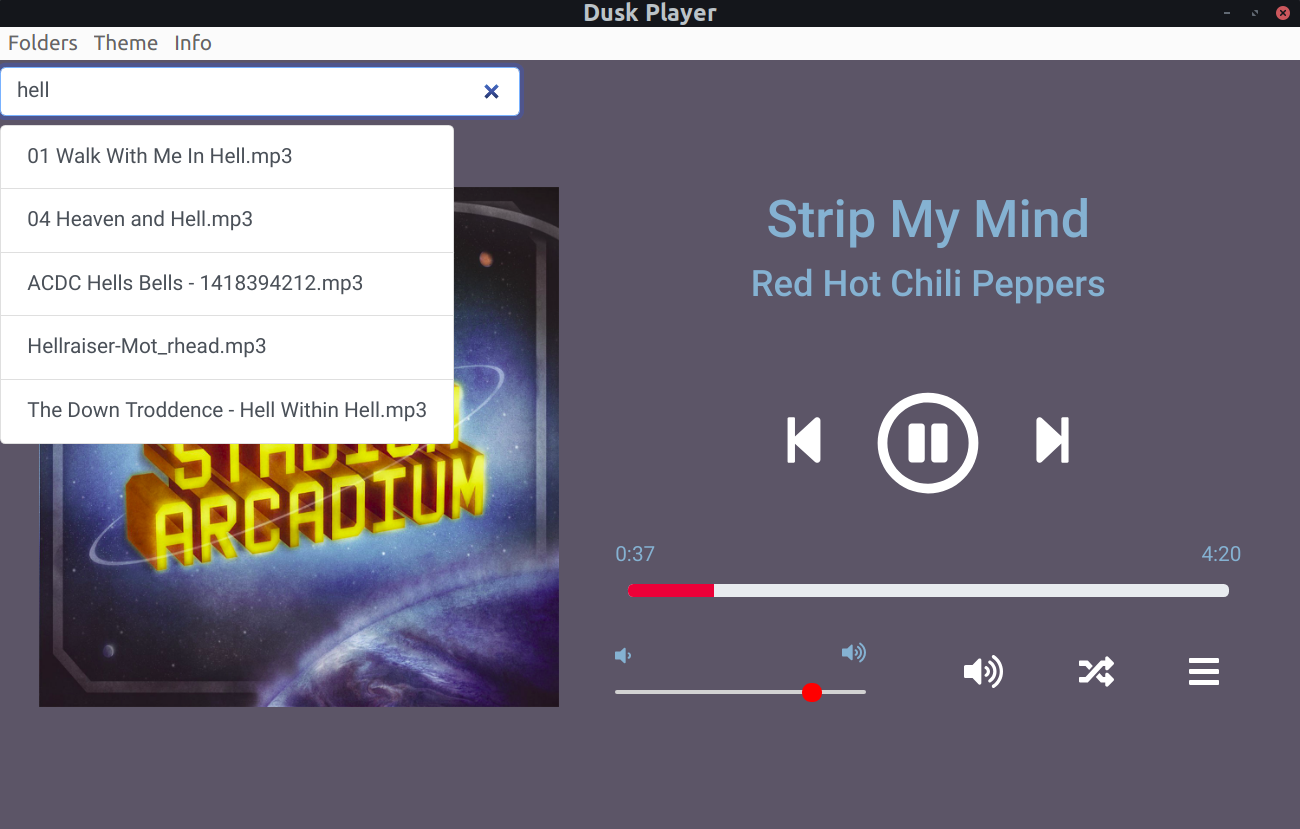 Dusk Player
Folders Theme Info
hell
01 Walk With Me In Hell.mp3
04 Heaven and Hell.mp3
ACDC Hells Bells - 1418394212.mp3
Hellraiser-Mot_rhead.mp3
The Down Troddence - Hell Within Hell.mp3
STADIUM
ARCADIUM
Strip My Mind
Red Hot Chili Peppers
0:37 4:20